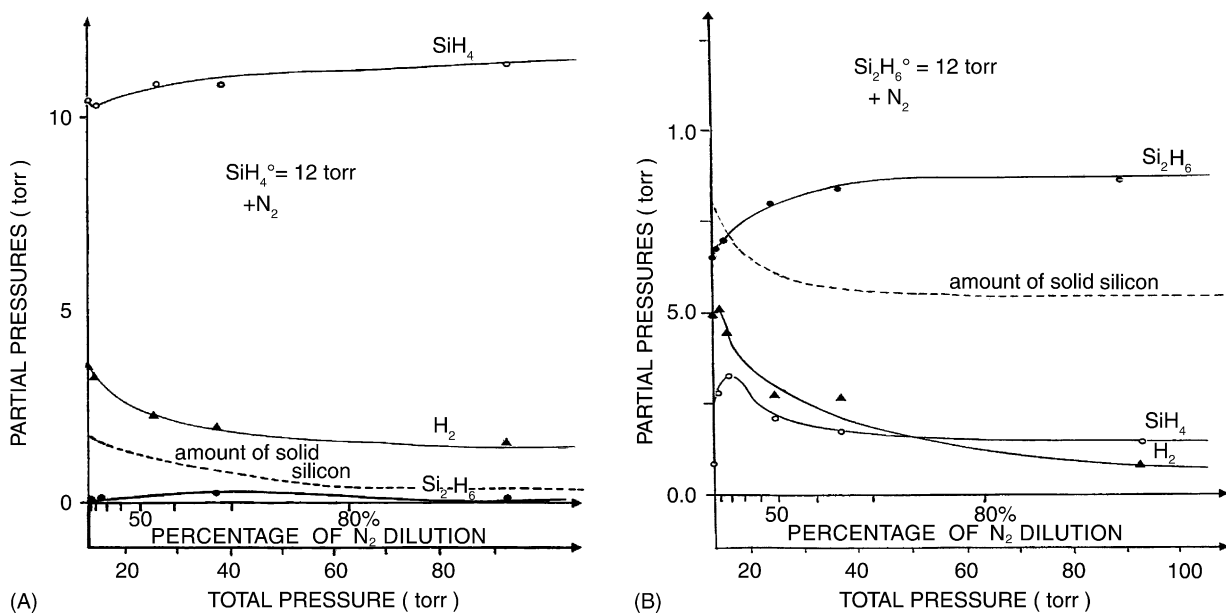 SiH4
10
SiH4° = 12 torr
+N2
PARTIAL PRESSURES ( torr )
5
H2
amount of solid
silicon
Si2-H6
0
50
80%
PERCENTAGE OF N2 DILUTION
20
40
60
80
(A)
TOTAL PRESSURE ( torr )
Si2H6° = 12 torr
+ N2
1.0
Si2H6
PARTIAL PRESSURES ( torr )
amount of solid silicon
5.0
SiH4
H2
0.0
50
80%
PERCENTAGE OF N2 DILUTION
20
40
60
80
100
(B)
TOTAL PRESSURE ( torr )